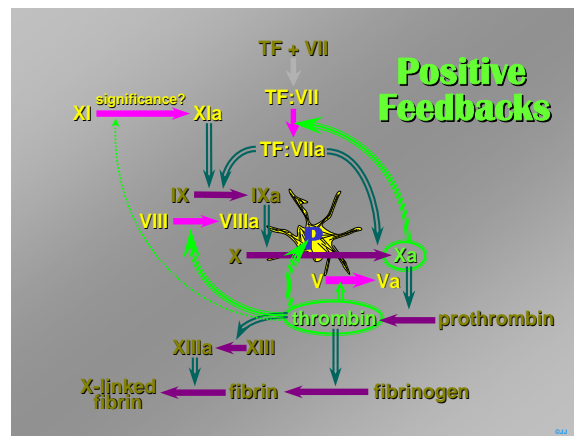 TF + VII
Positive
Feedbacks
significance?
TF:VII
XI
XIa
TF:VIIa
IX
IXa
VIII
VIIIa
P
X
Xa
V
Va
thrombin
prothrombin
XIIIa
XIII
X-linked
fibrin
fibrin
fibrinogen
©JJ